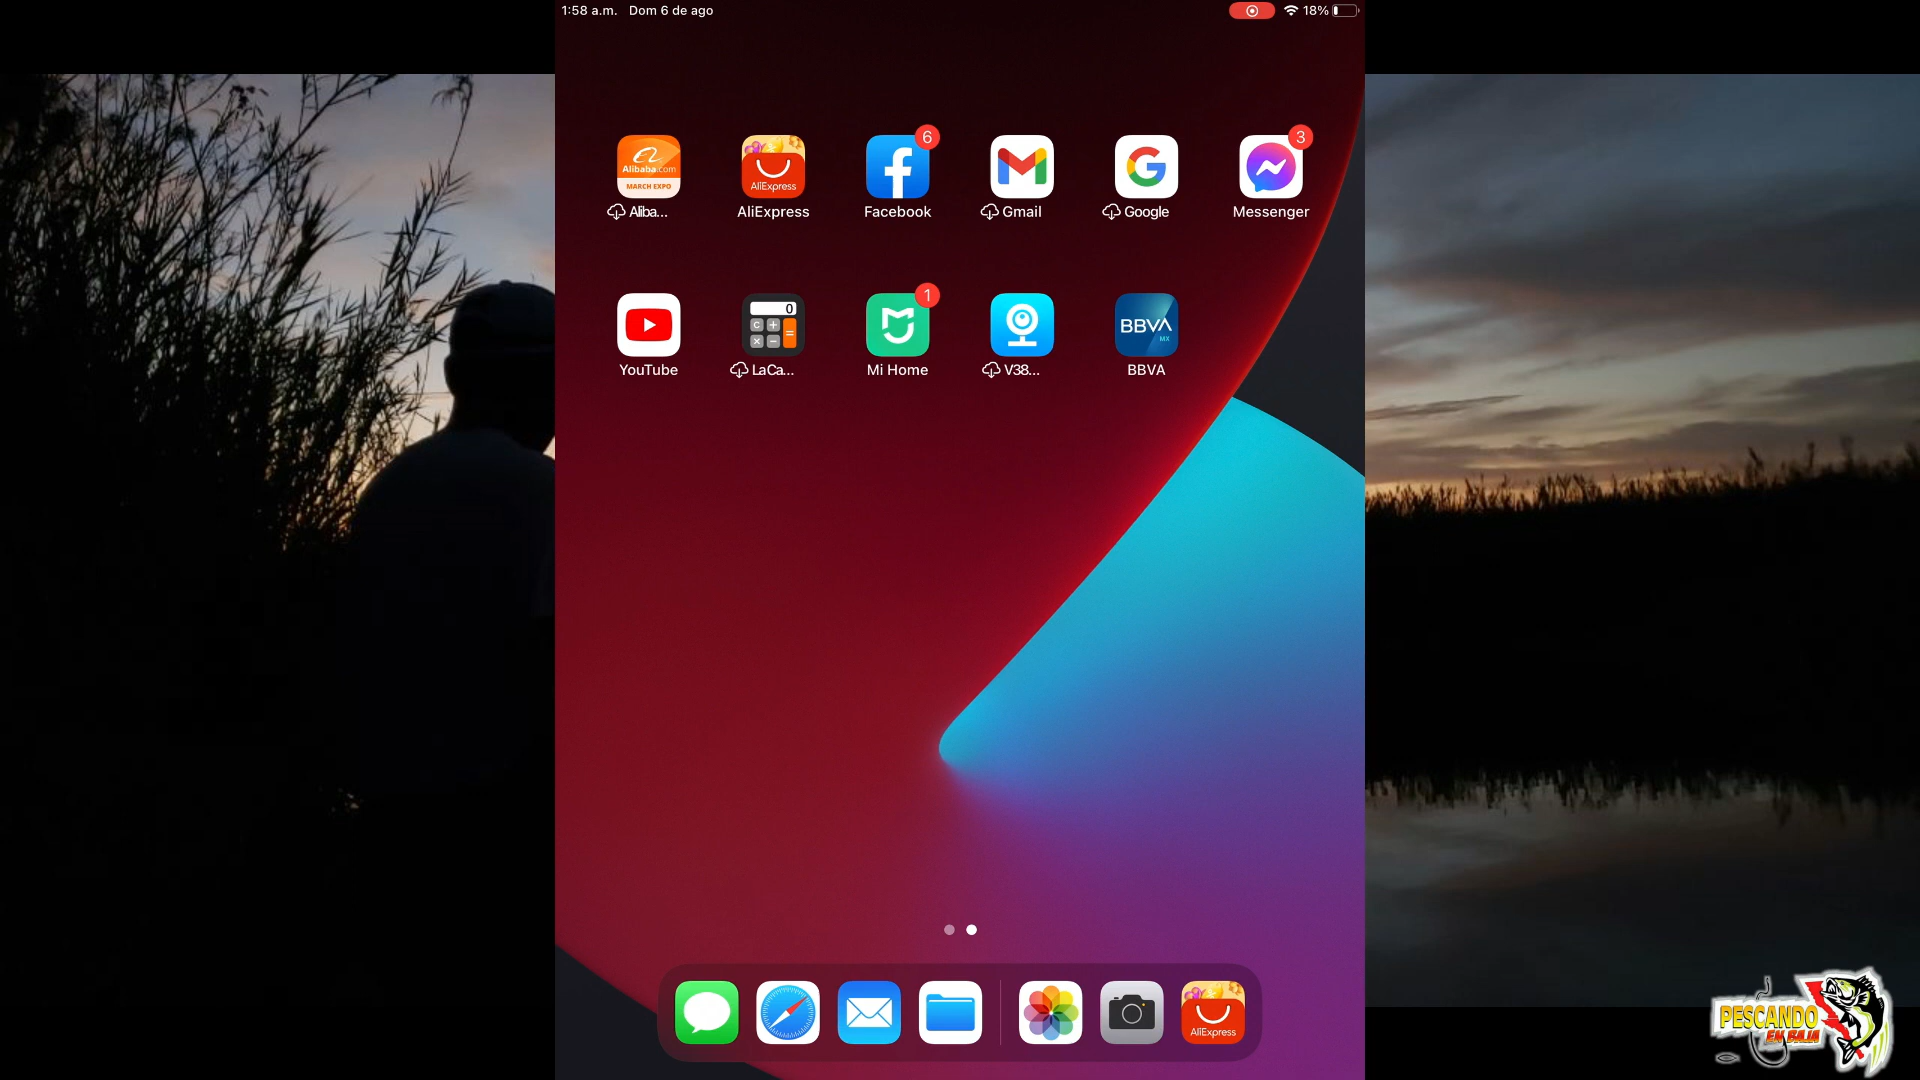 1:58 a.m. Dom 6 de ago
18%
Alibaba.com
MARCH EXPO
AliExpress
6
3
Aliba...
AliExpress
Facebook
Gmail
Google
Messenger
0
C + = × −
1
BBVA
MX
YouTube
LaCa...
Mi Home
V38...
BBVA
AliExpress
PESCANDO
EN BAJA